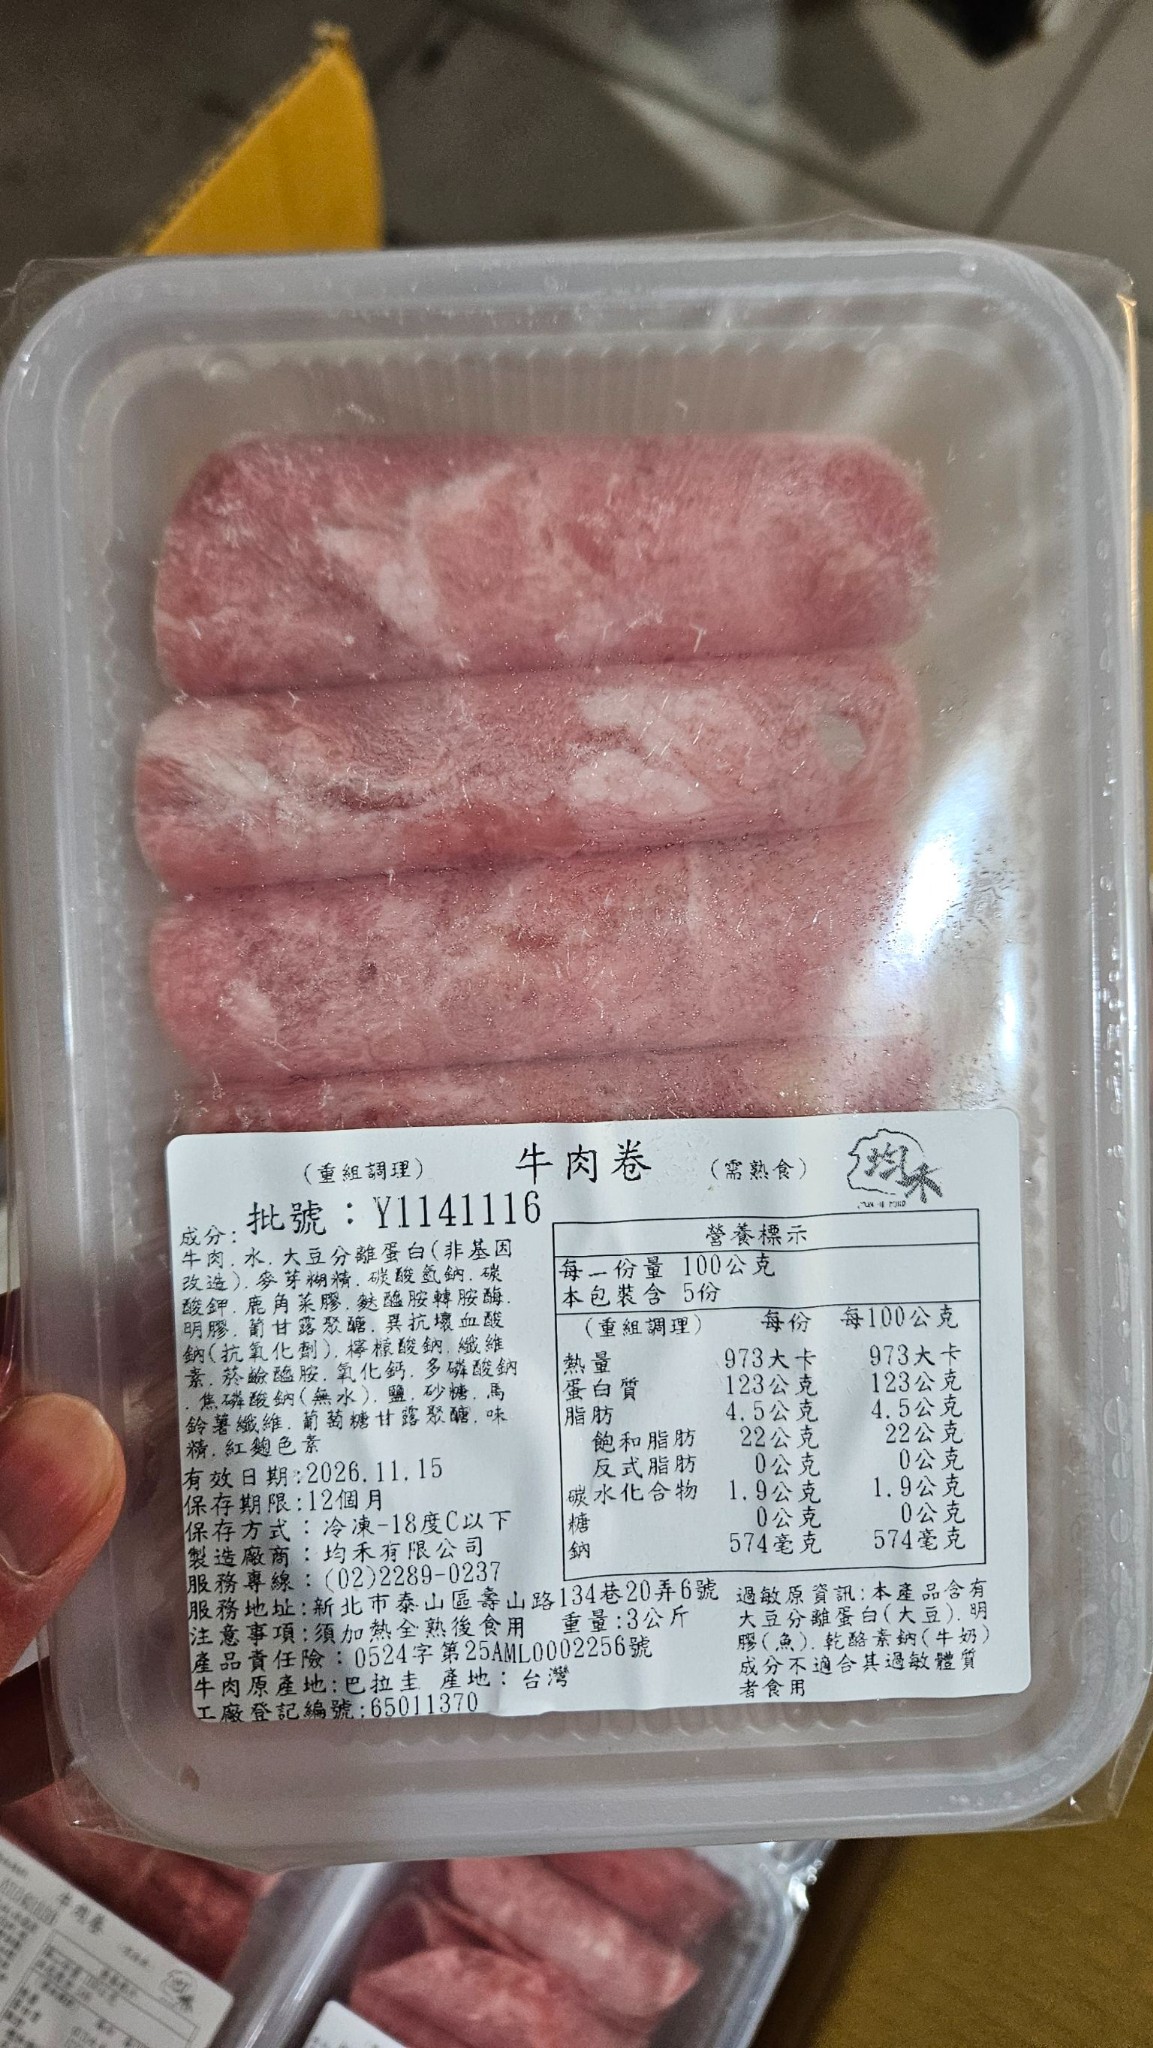 (重組調理) 牛肉卷 (需熟食)
均禾
批號：Y1141116
成分:
牛肉.水.大豆分離蛋白(非基因
改造).麥芽糊精.碳酸氫鈉.碳
酸鉀.鹿角菜膠.麩醯胺轉胺酶.
明膠.葡甘露聚醣.異抗壞血酸
鈉(抗氧化劑).檸檬酸鈉.纖維
素.菸鹼醯胺.氧化鈣.多磷酸鈉
.焦磷酸鈉(無水).鹽.砂糖.馬
鈴薯纖維.葡萄糖甘露聚醣.味
精.紅麴色素
有效日期:2026.11.15
保存期限:12個月
保存方式：冷凍-18度C以下
製造廠商：均禾有限公司
服務專線：(02)2289-0237
服務地址:新北市泰山區壽山路134巷20弄6號
注意事項:須加熱全熟後食用 重量:3公斤
產品責任險：0524字第25AML0002256號
牛肉原產地:巴拉圭 產地：台灣
工廠登記編號:65011370
營養標示
每一份量 100公克
本包裝含 5份
(重組調理) 每份 每100公克
熱量 973大卡 973大卡
蛋白質 123公克 123公克
脂肪 4.5公克 4.5公克
飽和脂肪 22公克 22公克
反式脂肪 0公克 0公克
碳水化合物 1.9公克 1.9公克
糖 0公克 0公克
鈉 574毫克 574毫克
過敏原資訊:本產品含有
大豆分離蛋白(大豆).明
膠(魚).乾酪素鈉(牛奶)
成分不適合其過敏體質
者食用
牛肉卷